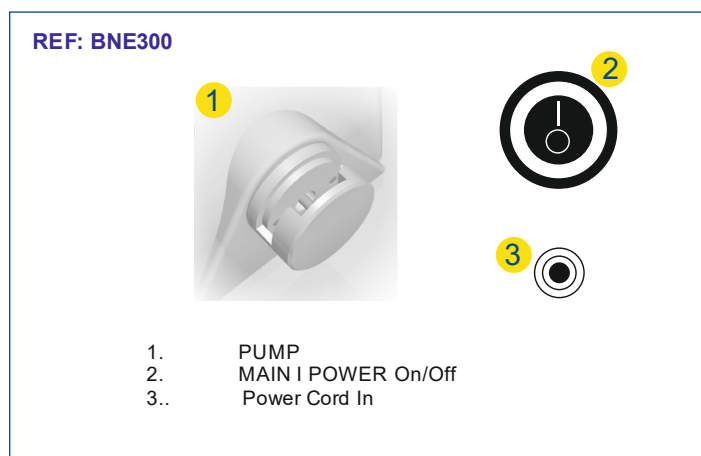 REF: BNE300
1
2
3
1. PUMP
2. MAIN I POWER On/Off
3.. Power Cord In